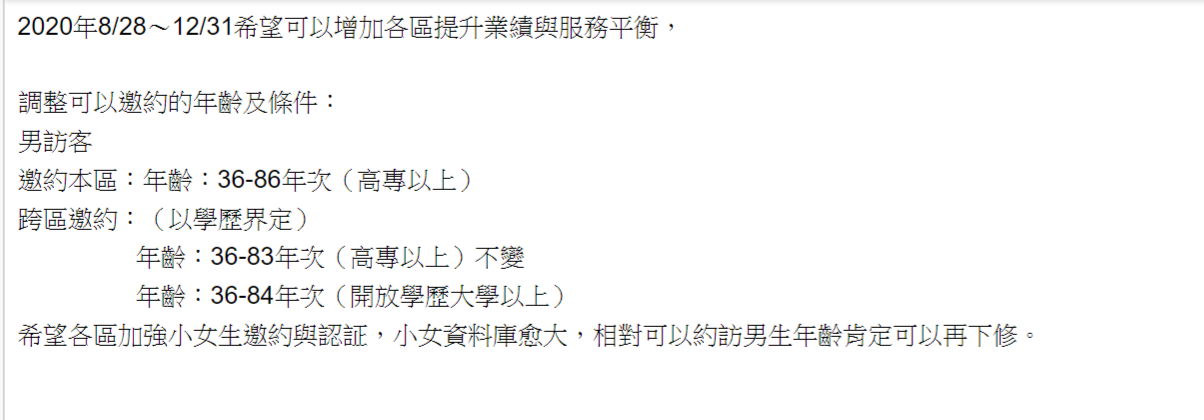 2020年8/28～12/31希望可以增加各區提升業績與服務平衡，
調整可以邀約的年齡及條件：
男訪客
邀約本區：年齡：36-86年次（高專以上）
跨區邀約：（以學歷界定）
年齡：36-83年次（高專以上）不變
年齡：36-84年次（開放學歷大學以上）
希望各區加強小女生邀約與認証，小女資料庫愈大，相對可以約訪男生年齡肯定可以再下修。